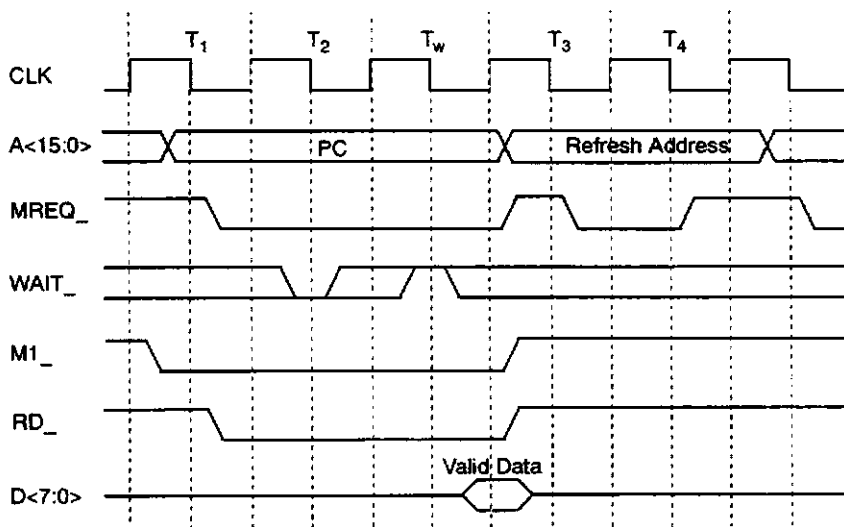 T1 T2 Tw T3 T4
CLK
A<15:0> PC Refresh Address
MREQ_
WAIT_
M1_
RD_
Valid Data
D<7:0>